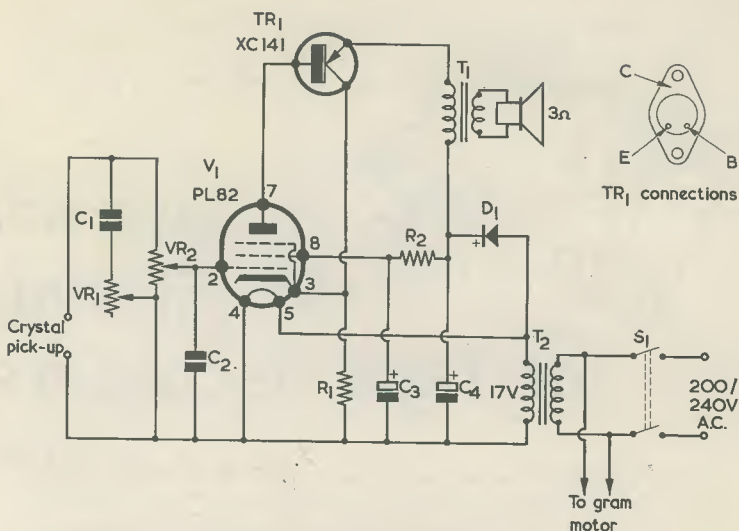 TR1
XC141
T1
3Ω
C
E
B
TR1 connections
V1
PL82
7
8
2
3
4
5
C1
VR1
VR2
C2
R2
D1
+
R1
+
C3
+
C4
T2
17V
S1
Crystal
pick-up
200/
240V
A.C.
To gram
motor